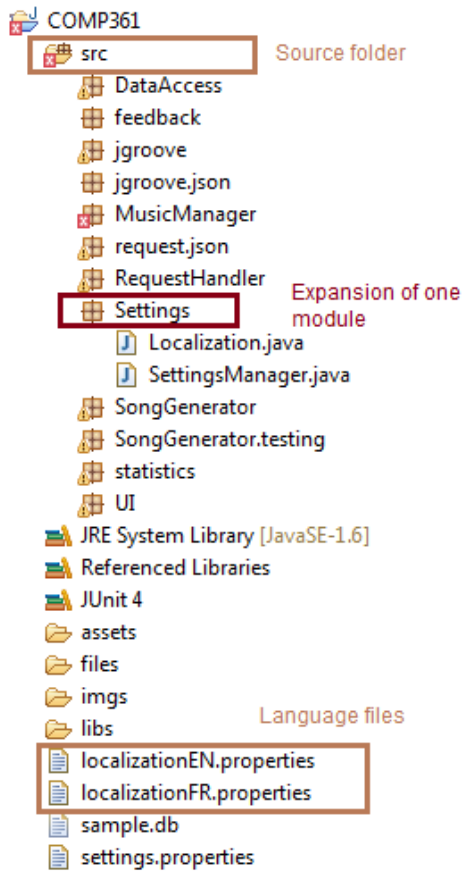 COMP361
src
Source folder
DataAccess
feedback
jgroove
jgroove.json
MusicManager
request.json
RequestHandler
Expansion of one
module
Settings
Localization.java
SettingsManager.java
SongGenerator
SongGenerator.testing
statistics
UI
JRE System Library [JavaSE-1.6]
Referenced Libraries
JUnit 4
assets
files
imgs
libs
Language files
localizationEN.properties
localizationFR.properties
sample.db
settings.properties